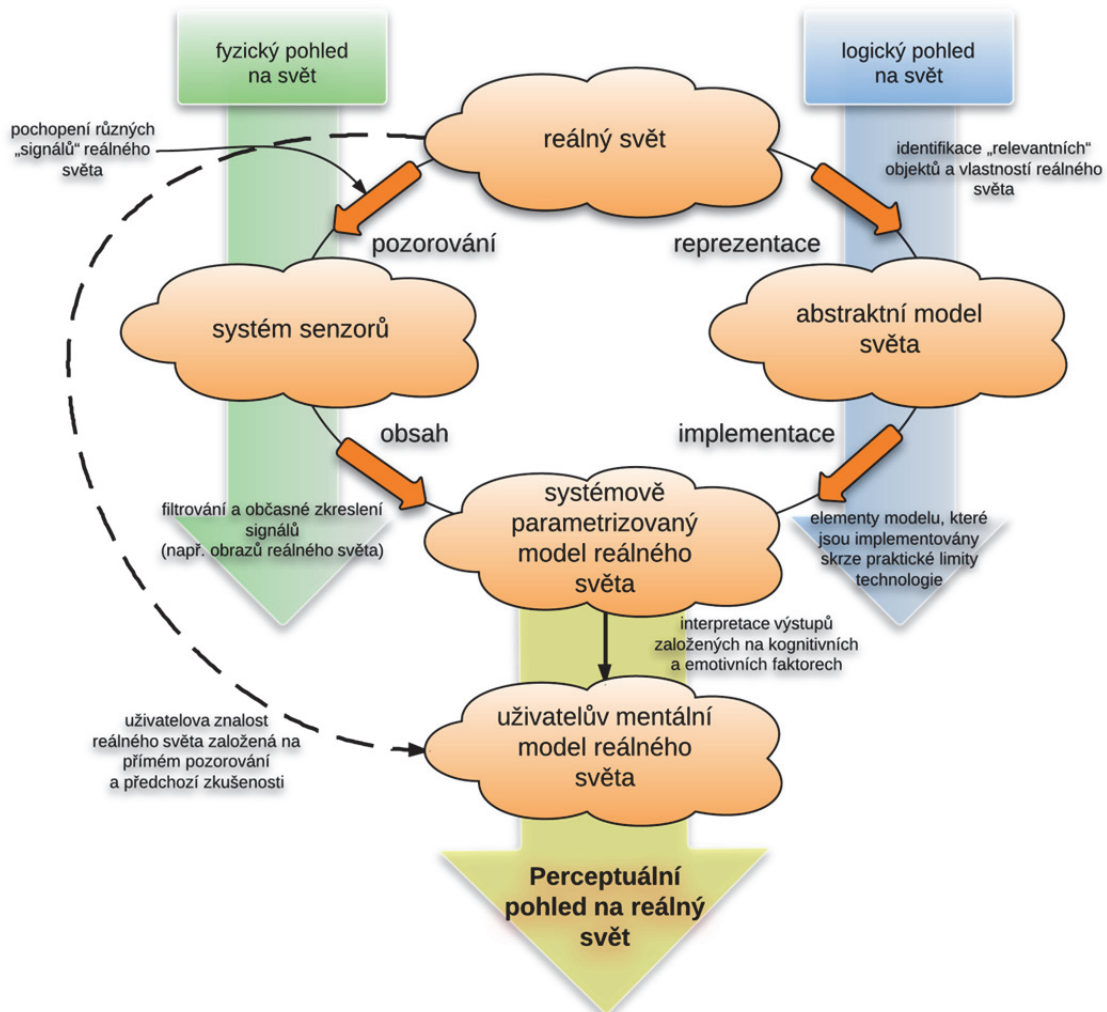 fyzický pohled
na svět
logický pohled
na svět
pochopení různých
„signálů“ reálného
světa
reálný svět
identifikace „relevantních“
objektů a vlastností reálného
světa
pozorování
reprezentace
systém senzorů
abstraktní model
světa
obsah
implementace
filtrování a občasné zkreslení
signálů
(např. obrazů reálného světa)
systémově
parametrizovaný
model reálného
světa
elementy modelu, které
jsou implementovány
skrze praktické limity
technologie
interpretace výstupů
založených na kognitivních
a emotivních faktorech
uživatelova znalost
reálného světa založená na
přímém pozorování
a předchozí zkušenosti
uživatelův mentální
model reálného
světa
Perceptuální
pohled na reálný
svět